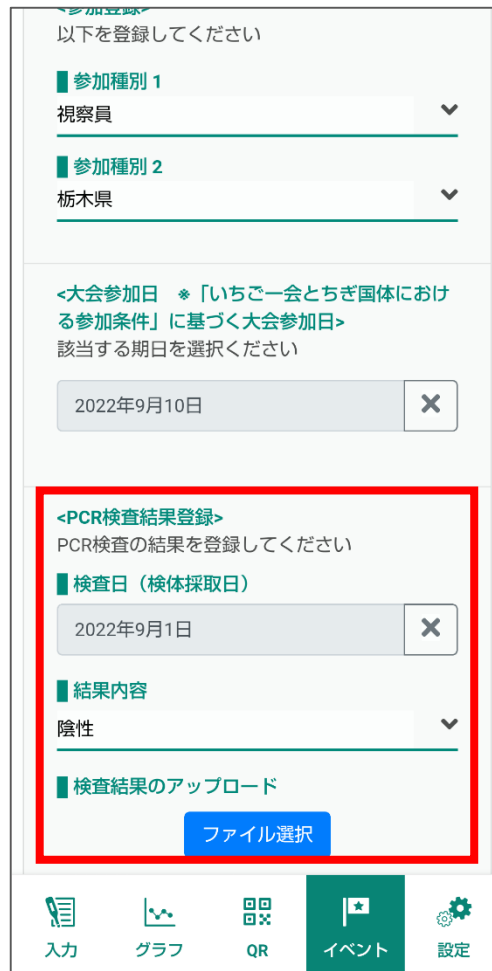 <参加登録>
以下を登録してください
参加種別 1
視察員
参加種別 2
栃木県
<大会参加日　※「いちご一会とちぎ国体におけ
る参加条件」に基づく大会参加日>
該当する期日を選択ください
2022年9月10日
<PCR検査結果登録>
PCR検査の結果を登録してください
検査日（検体採取日）
2022年9月1日
結果内容
陰性
検査結果のアップロード
ファイル選択
入力
グラフ
QR
イベント
設定